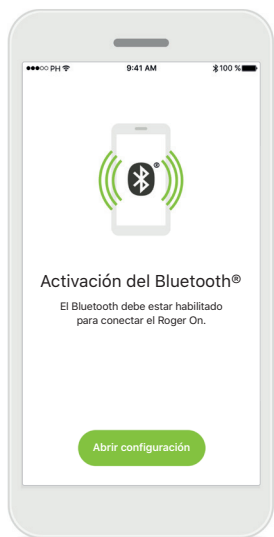 ●●●○○ PH 9:41 AM 100 %
®
Activación del Bluetooth®
El Bluetooth debe estar habilitado
para conectar el Roger On.
Abrir configuración